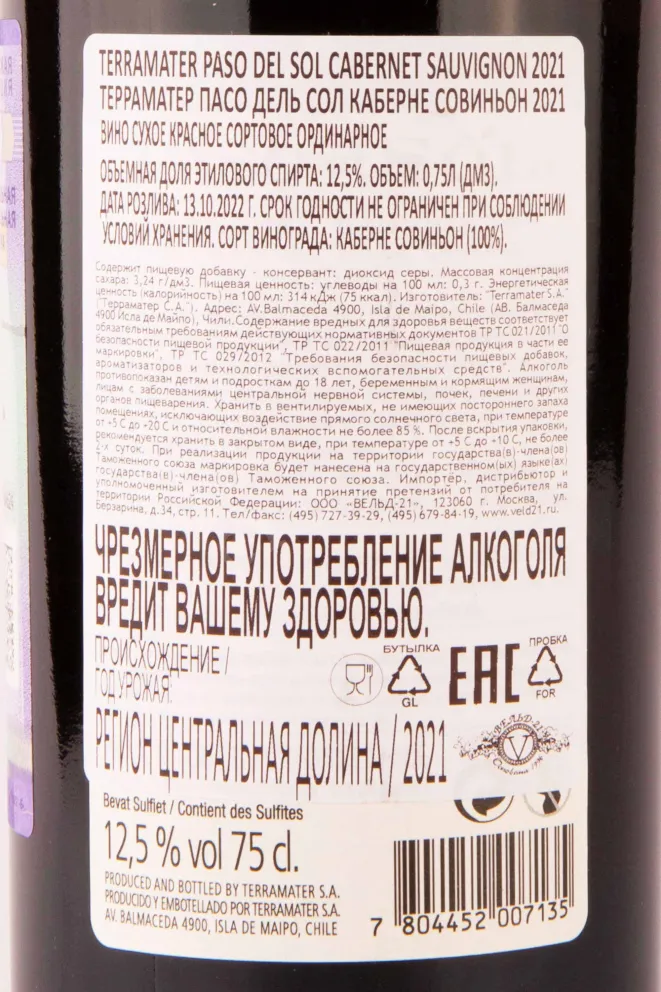 TERRAMATER PASO DEL SOL CABERNET SAUVIGNON 2021
ТЕРРАМАТЕР ПАСО ДЕЛЬ СОЛ КАБЕРНЕ СОВИНЬОН 2021
ВИНО СУХОЕ КРАСНОЕ СОРТОВОЕ ОРДИНАРНОЕ
ОБЪЕМНАЯ ДОЛЯ ЭТИЛОВОГО СПИРТА: 12,5%. ОБЪЕМ: 0,75Л (ДМ3).
ДАТА РОЗЛИВА: 13.10.2022 Г. СРОК ГОДНОСТИ НЕ ОГРАНИЧЕН ПРИ СОБЛЮДЕНИИ
УСЛОВИЙ ХРАНЕНИЯ. СОРТ ВИНОГРАДА: КАБЕРНЕ СОВИНЬОН (100%).
Содержит пищевую добавку - консервант: диоксид серы. Массовая концентрация
сахара: 3,24 г/дм3. Пищевая ценность: углеводы на 100 мл: 0,3 г. Энергетическая
ценность (калорийность) на 100 мл: 314 кДж (75 ккал). Изготовитель: "Terramater S.A."
("Терраматер С.А."). Адрес: AV.Balmaceda 4900, Isla de Maipo, Chile (АВ. Балмаседа
4900 Исла де Майпо), Чили.Содержание вредных для здоровья веществ соответствует
обязательным требованиям действующих нормативных документов ТР ТС 021/2011 "О
безопасности пищевой продукции", ТР ТС 022/2011 "Пищевая продукция в части ее
маркировки", ТР ТС 029/2012 "Требования безопасности пищевых добавок,
ароматизаторов и технологических вспомогательных средств". Алкоголь
противопоказан детям и подросткам до 18 лет, беременным и кормящим женщинам,
лицам с заболеваниями центральной нервной системы, почек, печени и других
органов пищеварения. Хранить в вентилируемых, не имеющих постороннего запаха
помещениях, исключающих воздействие прямого солнечного света, при температуре
от +5 С до +20 С и относительной влажности не более 85 %. После вскрытия упаковки,
рекомендуется хранить в закрытом виде, при температуре от +5 С до +10 С, не более
2-х суток. При реализации продукции на территории государства(в)-члена(ов)
Таможенного союза маркировка будет нанесена на государственном(ых) языке(ах)
государства(в)-члена(ов) Таможенного союза. Импортёр, дистрибьютор и
уполномоченный изготовителем на принятие претензий от потребителя на
территории Российской Федерации: ООО «ВЕЛЬД-21», 123060 г. Москва, ул.
Берзарина, д.34, стр. 11. Тел/Факс: (495) 727-39-29, (495) 679-84-19, www.veld21.ru.
ЧРЕЗМЕРНОЕ УПОТРЕБЛЕНИЕ АЛКОГОЛЯ
ВРЕДИТ ВАШЕМУ ЗДОРОВЬЮ.
ПРОИСХОЖДЕНИЕ /
ГОД УРОЖАЯ:
БУТЫЛКА
GL
EAC
ПРОБКА
FOR
РЕГИОН ЦЕНТРАЛЬНАЯ ДОЛИНА / 2021
ВЕЛЬД-21
V
Основана 1994
Bevat Sulfiet / Contient des Sulfites
12,5 % vol 75 cl.
PRODUCED AND BOTTLED BY TERRAMATER S.A.
PRODUCIDO Y EMBOTELLADO POR TERRAMATER S.A.
AV. BALMACEDA 4900, ISLA DE MAIPO, CHILE
7 804452 007135